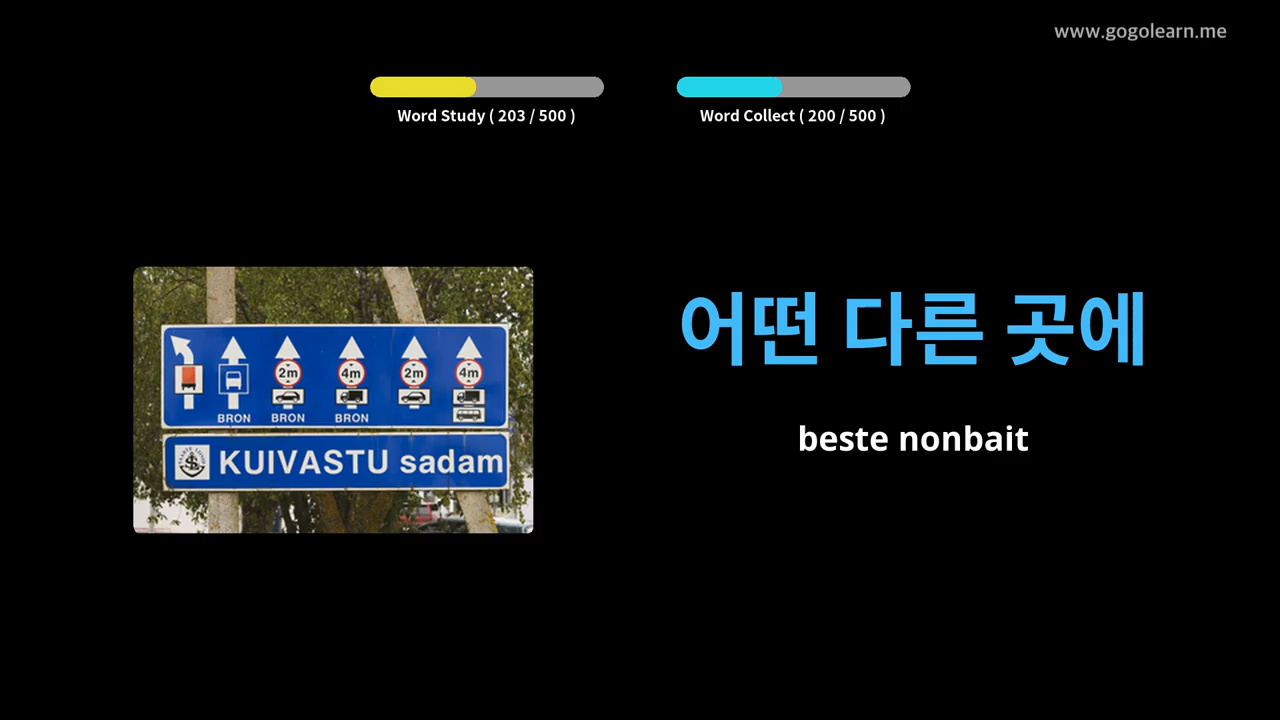 www.gogolearn.me
Word Study ( 203 / 500 )
Word Collect ( 200 / 500 )
2m
4m
2m
4m
BRON
BRON
BRON
KUIVASTU sadam
어떤 다른 곳에
beste nonbait